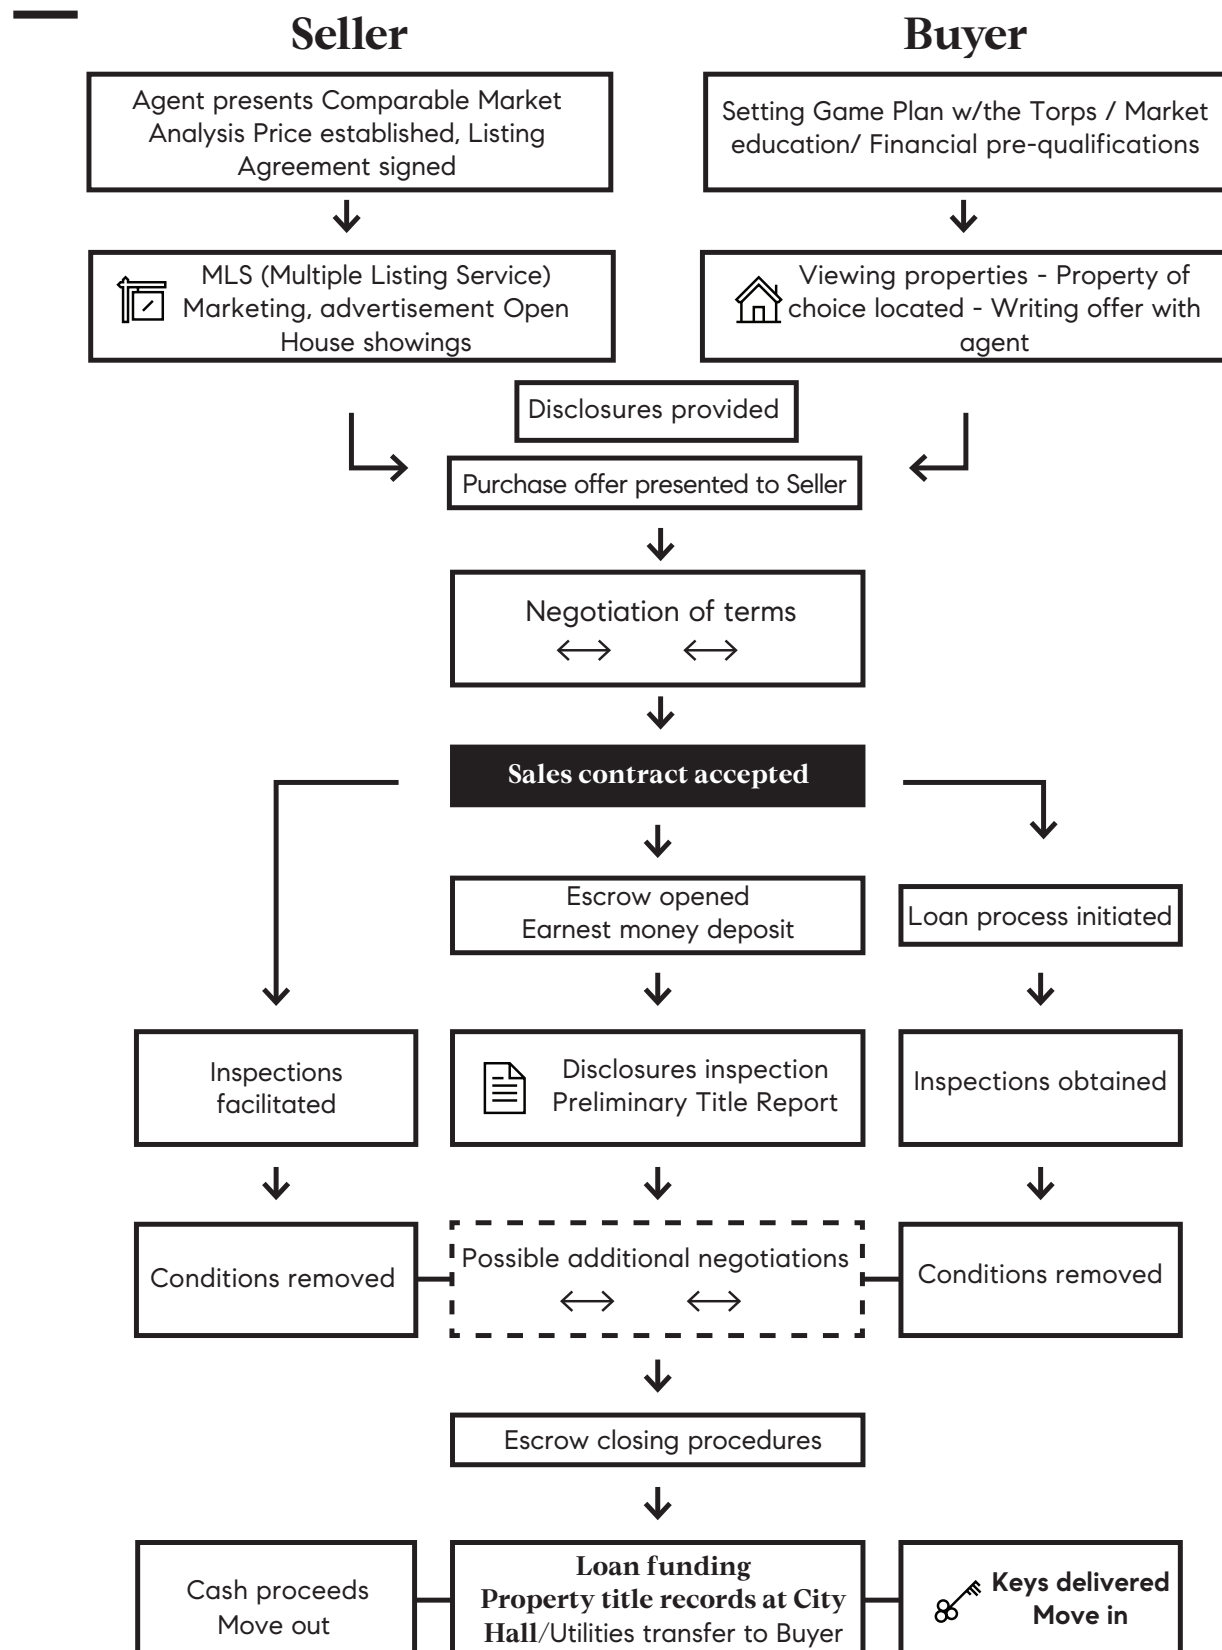 Seller
Buyer
Agent presents Comparable Market
Analysis Price established, Listing
Agreement signed
Setting Game Plan w/the Torps / Market
education/ Financial pre-qualifications
MLS (Multiple Listing Service)
Marketing, advertisement Open
House showings
Viewing properties - Property of
choice located - Writing offer with
agent
Disclosures provided
Purchase offer presented to Seller
Negotiation of terms
Sales contract accepted
Escrow opened
Earnest money deposit
Loan process initiated
Inspections
facilitated
Disclosures inspection
Preliminary Title Report
Inspections obtained
Conditions removed
Possible additional negotiations
Conditions removed
Escrow closing procedures
Cash proceeds
Move out
Loan funding
Property title records at City
Hall/Utilities transfer to Buyer
Keys delivered
Move in